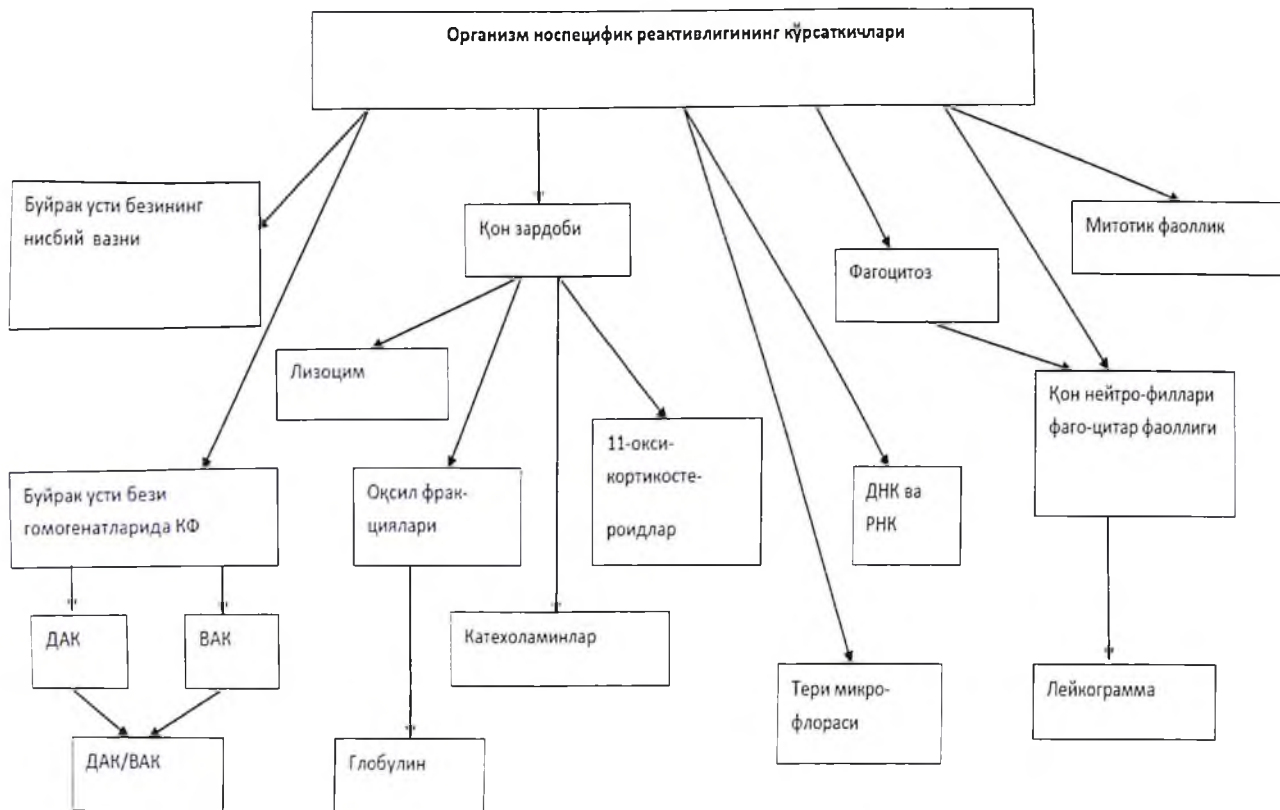 Организм носпецифик реактивлигининг кўрсаткичлари
Буйрак усти безининг
нисбий вазни
Қон зардоби
Митотик фаоллик
Фагоцитоз
Лизоцим
Қон нейтро-филлари
фаго-цитар фаоллиги
11-окси-
кортикосте-
роидлар
Буйрак усти бези
гомогенатларида КФ
Оқсил фрак-
циялари
ДНК ва
РНК
ДАК
ВАК
Катехоламинлар
Тери микро-
флораси
Лейкограмма
ДАК/ВАК
Глобулин